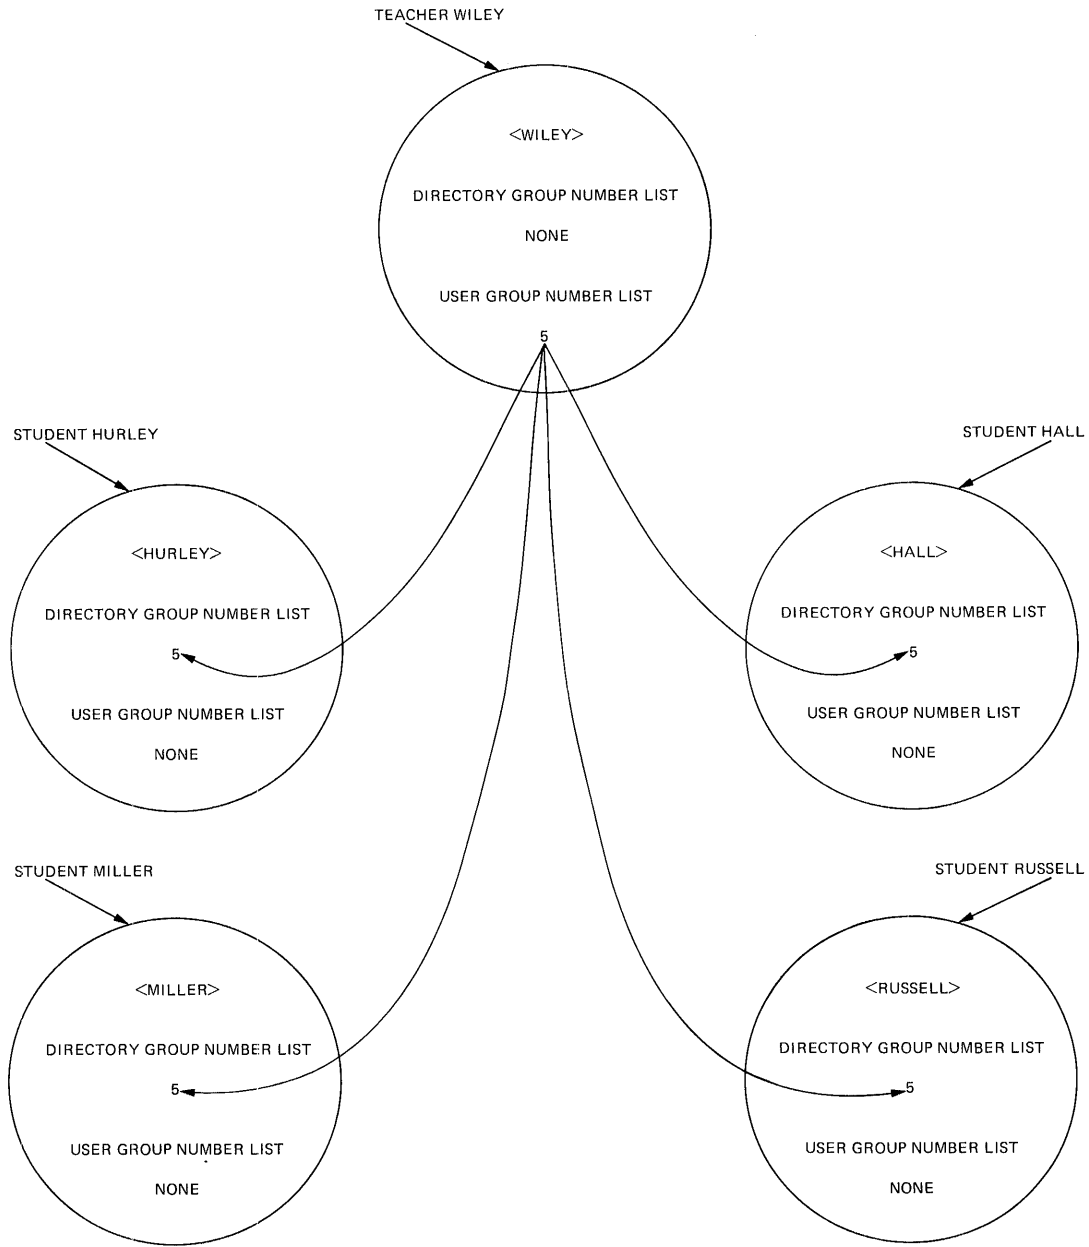 TEACHER WILEY
<WILEY>
DIRECTORY GROUP NUMBER LIST
NONE
USER GROUP NUMBER LIST
5
STUDENT HURLEY
<HURLEY>
DIRECTORY GROUP NUMBER LIST
5
USER GROUP NUMBER LIST
NONE
STUDENT HALL
<HALL>
DIRECTORY GROUP NUMBER LIST
5
USER GROUP NUMBER LIST
NONE
STUDENT MILLER
<MILLER>
DIRECTORY GROUP NUMBER LIST
5
USER GROUP NUMBER LIST
NONE
STUDENT RUSSELL
<RUSSELL>
DIRECTORY GROUP NUMBER LIST
5
USER GROUP NUMBER LIST
NONE